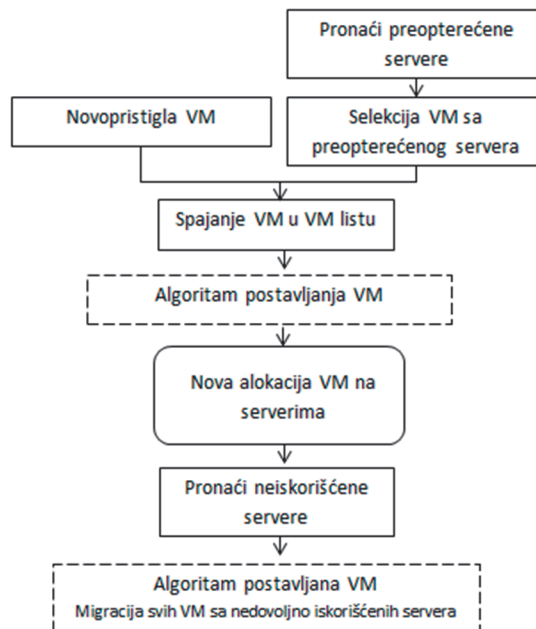 Pronaći preopterećene
servere
Novopristigla VM
Selekcija VM sa
preopterećenog servera
Spajanje VM u VM listu
Algoritam postavljanja VM
Nova alokacija VM na
serverima
Pronaći neiskorišćene
servere
Algoritam postavljana VM
Migracija svih VM sa nedovoljno iskorišćenih servera